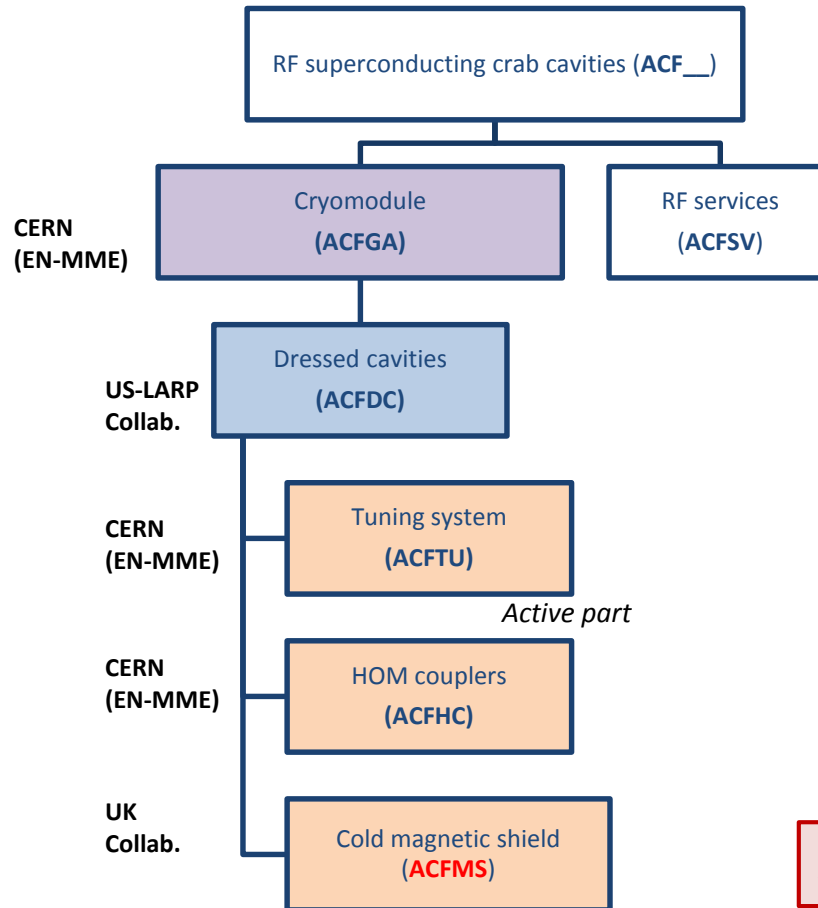 RF superconducting crab cavities (ACF__)
Cryomodule
(ACFGA)
RF services
(ACFSV)
CERN
(EN-MME)
Dressed cavities
(ACFDC)
US-LARP
Collab.
Tuning system
(ACFTU)
CERN
(EN-MME)
Active part
HOM couplers
(ACFHC)
CERN
(EN-MME)
UK
Collab.
Cold magnetic shield
(ACFMS)